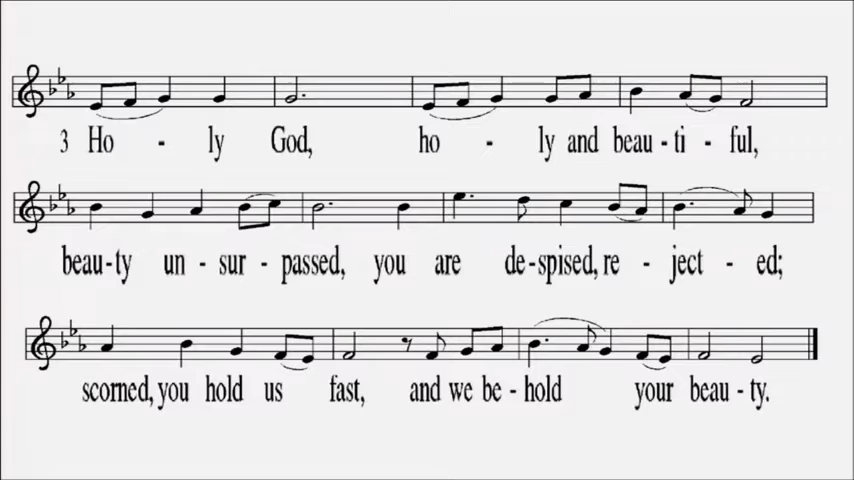 3 Ho - ly God, ho - ly and beau - ti - ful,
beau - ty un - sur - passed, you are de - spised, re - ject - ed;
scorned, you hold us fast, and we be - hold your beau - ty.